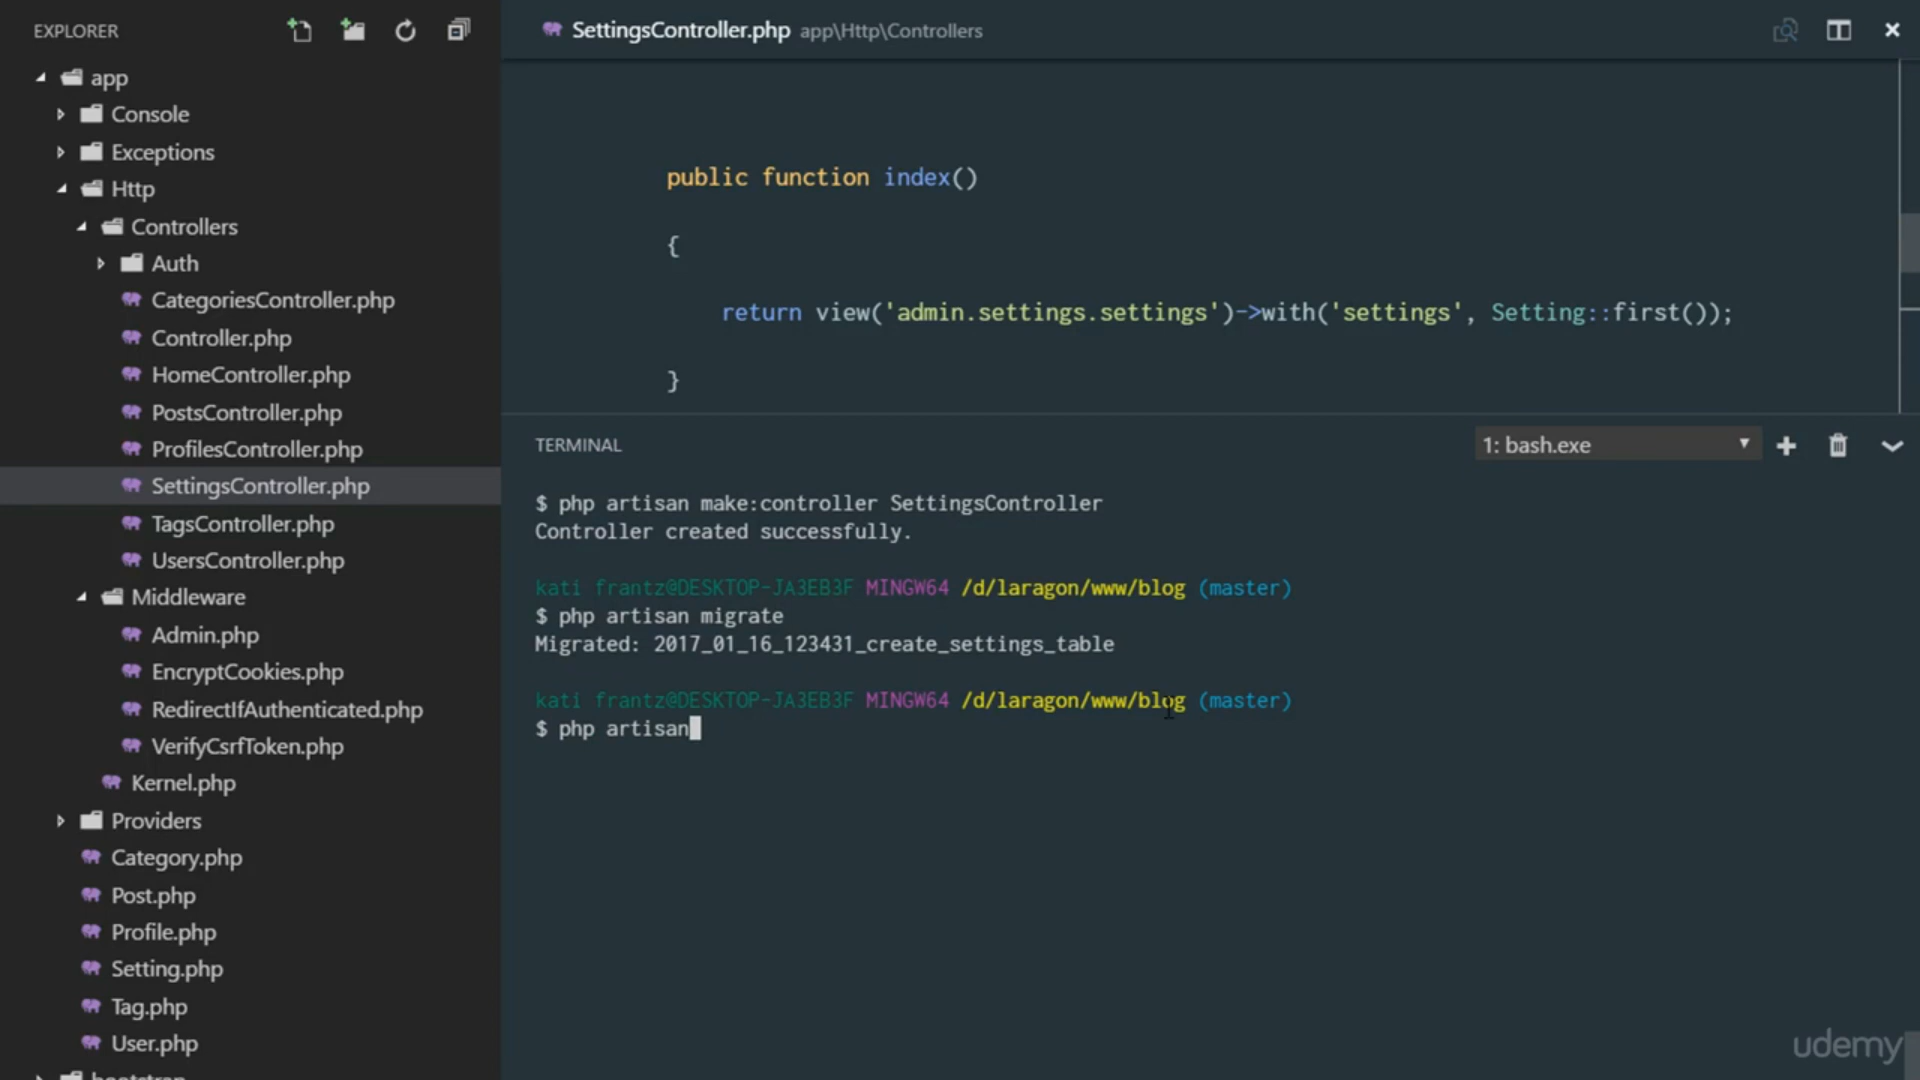 EXPLORER
app
Console
Exceptions
Http
Controllers
Auth
CategoriesController.php
Controller.php
HomeController.php
PostsController.php
ProfilesController.php
SettingsController.php
TagsController.php
UsersController.php
Middleware
Admin.php
EncryptCookies.php
RedirectIfAuthenticated.php
VerifyCsrfToken.php
Kernel.php
Providers
Category.php
Post.php
Profile.php
Setting.php
Tag.php
User.php
bootstrap
SettingsController.php app\Http\Controllers
public function index()
{
return view('admin.settings.settings')->with('settings', Setting::first());
}
TERMINAL
1: bash.exe
$ php artisan make:controller SettingsController
Controller created successfully.
kati frantz@DESKTOP-JA3EB3F MINGW64 /d/laragon/www/blog (master)
$ php artisan migrate
Migrated: 2017_01_16_123431_create_settings_table
kati frantz@DESKTOP-JA3EB3F MINGW64 /d/laragon/www/blog (master)
$ php artisan
udemy